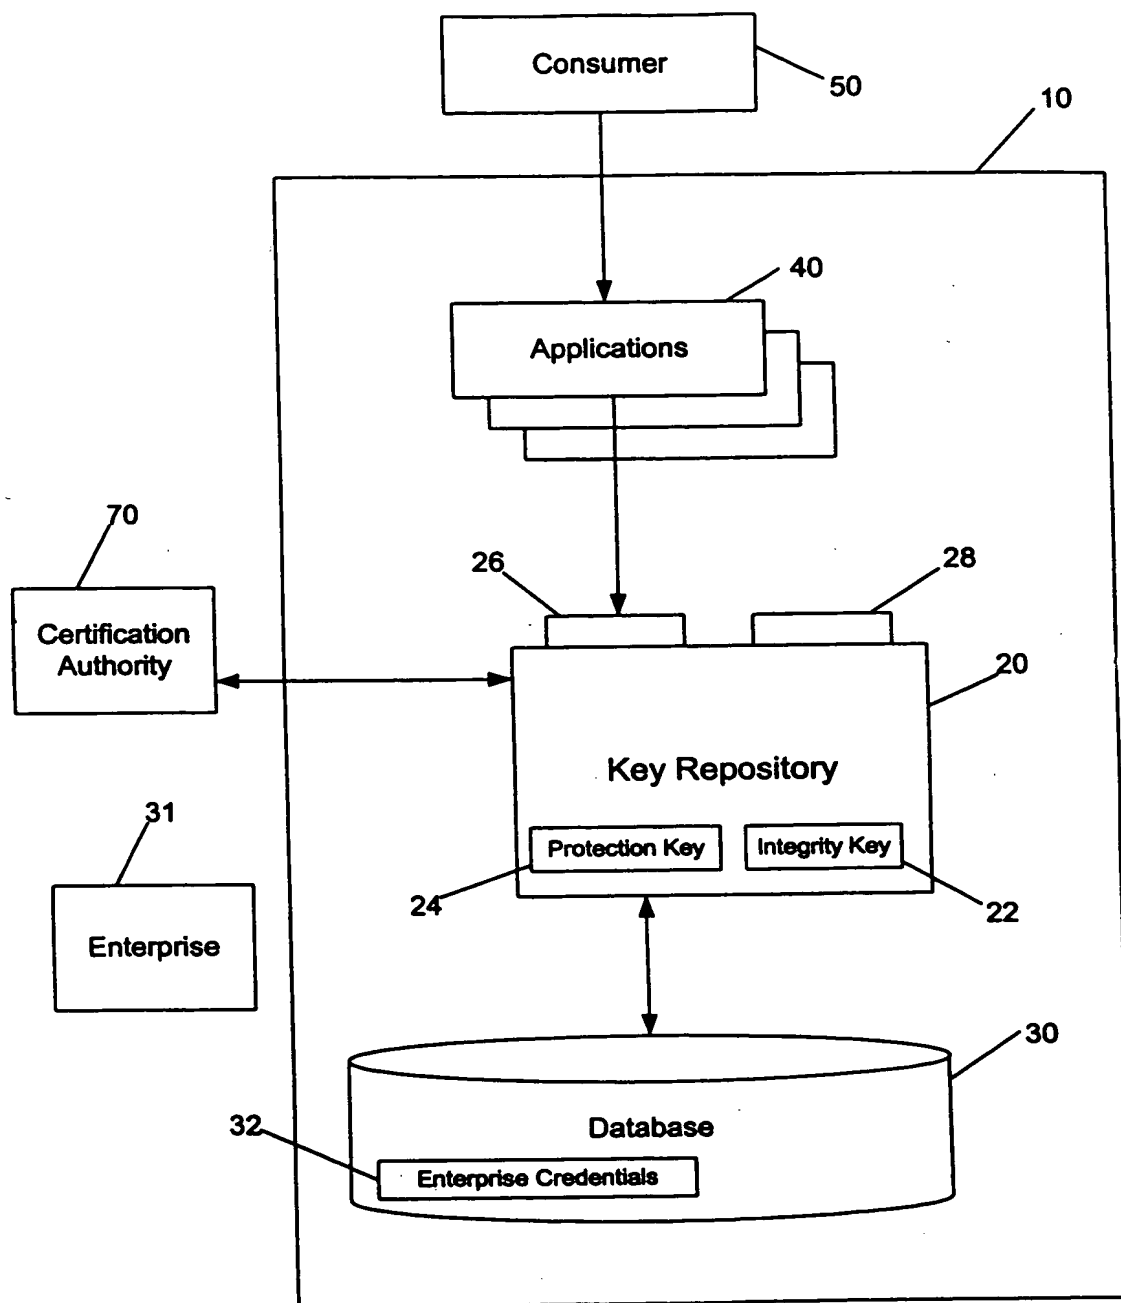 Consumer
50
10
40
Applications
70
26
28
Certification
Authority
20
Key Repository
31
Protection Key
Integrity Key
24
22
Enterprise
30
32
Database
Enterprise Credentials